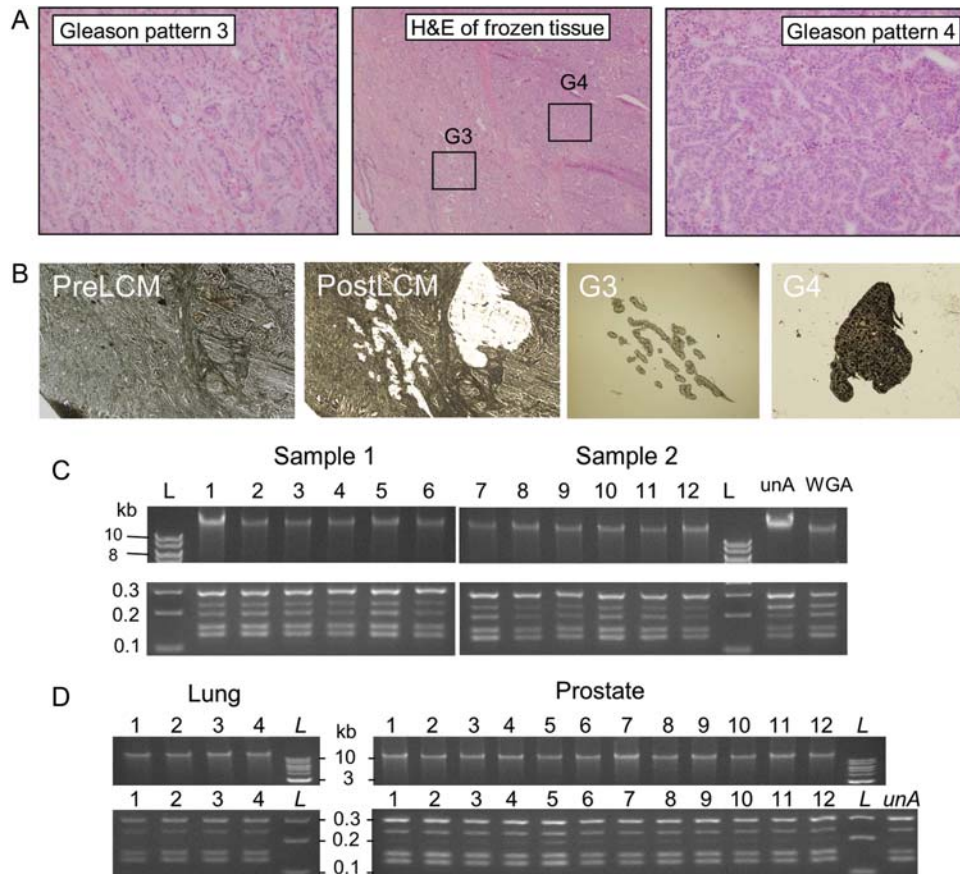 A
Gleason pattern 3
H&E of frozen tissue
Gleason pattern 4
G4
G3
B
PreLCM
PostLCM
G3
G4
C
Sample 1
Sample 2
L 1 2 3 4 5 6 7 8 9 10 11 12 L unA WGA
kb
10
8
0.3
0.2
0.1
D
Lung
Prostate
1 2 3 4 L kb 1 2 3 4 5 6 7 8 9 10 11 12 L
10
3
1 2 3 4 L 1 2 3 4 5 6 7 8 9 10 11 12 L unA
0.3
0.2
0.1